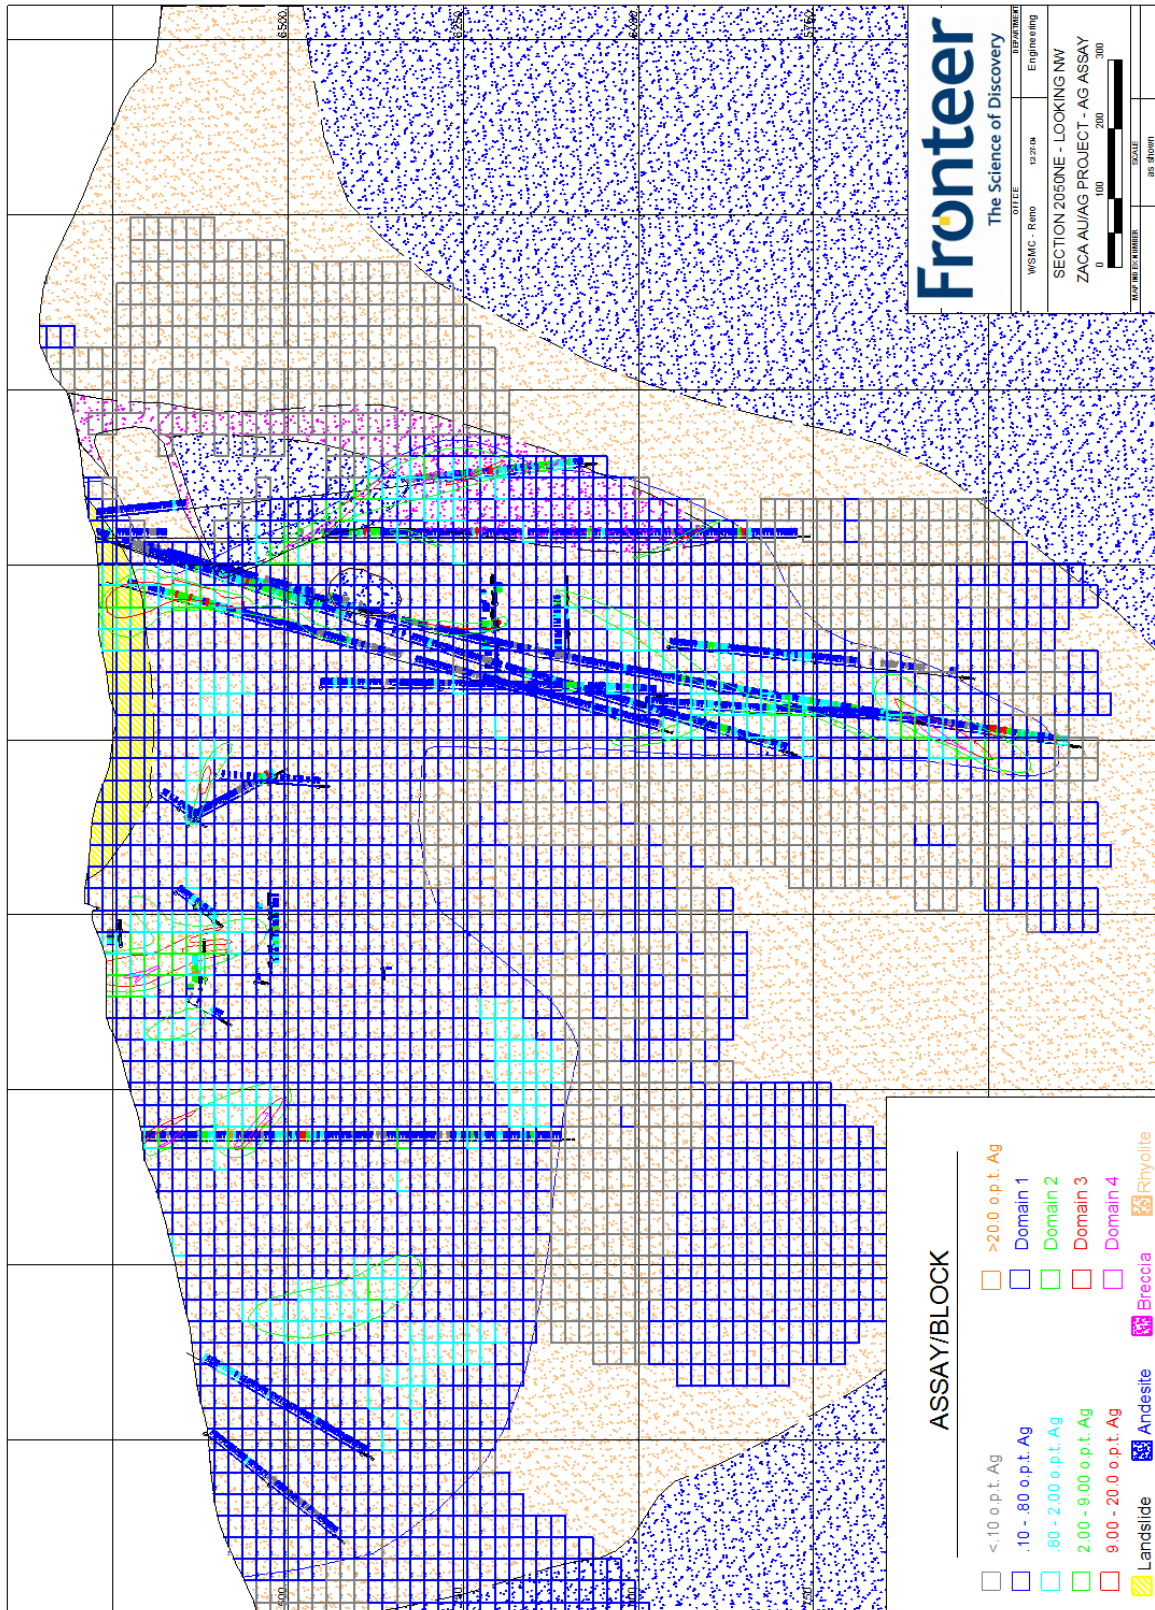 6500
6250
6000
5750
Fronteer
The Science of Discovery
OFFICE
DEPARTMENT
WSMC - Reno
Engineering
SECTION 2050NE - LOOKING NW
ZACA AU/AG PROJECT - AG ASSAY
0 100 200 300
MAP INDEX NUMBER
SCALE
as shown
ASSAY/BLOCK
<.10 o.p.t. Ag
.10 - .80 o.p.t. Ag
.80 - 2.00 o.p.t. Ag
2.00 - 9.00 o.p.t. Ag
9.00 - 20.0 o.p.t. Ag
>20.0 o.p.t. Ag
Domain 1
Domain 2
Domain 3
Domain 4
Landslide
Andesite
Breccia
Rhyolite